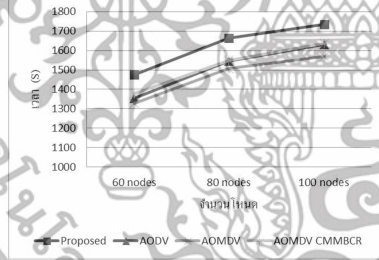 1800
1700
1600
1500
1400
1300
1200
1100
1000
เวลา (S)
60 nodes
80 nodes
100 nodes
จำนวนโหนด
Proposed
AODV
AOMDV
AOMDV CMMBCR